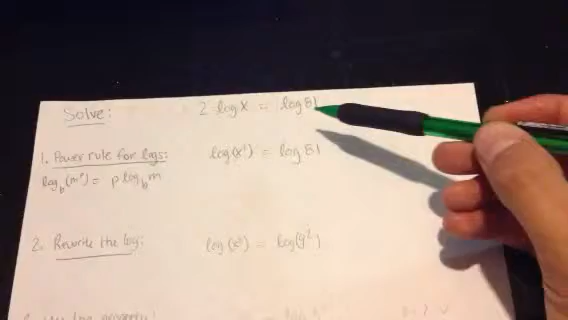 Solve: 2 log x = log 81
1. Power rule for logs: log(x²) = log 81
log_b(m^p) = p log_b m
2. Rewrite the log: log(x²) = log(9²)